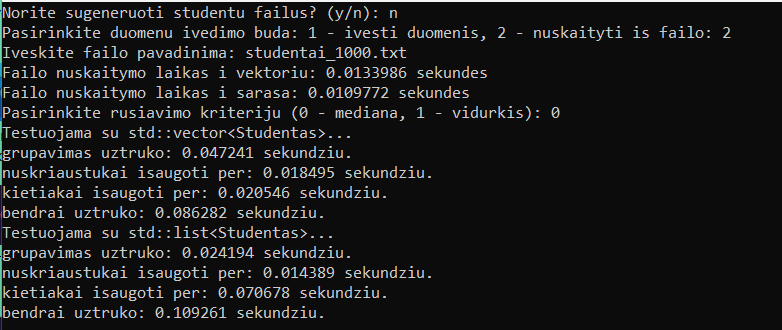 Norite sugeneruoti studentu failus? (y/n): n
Pasirinkite duomenu ivedimo buda: 1 - ivesti duomenis, 2 - nuskaityti is failo: 2
Iveskite failo pavadinima: studentai_1000.txt
Failo nuskaitymo laikas i vektoriu: 0.0133986 sekundes
Failo nuskaitymo laikas i sarasa: 0.0109772 sekundes
Pasirinkite rusiavimo kriteriju (0 - mediana, 1 - vidurkis): 0
Testuojama su std::vector<Studentas>...
grupavimas uztruko: 0.047241 sekundziu.
nuskriaustukai isaugoti per: 0.018495 sekundziu.
kietiakai isaugoti per: 0.020546 sekundziu.
bendrai uztruko: 0.086282 sekundziu.
Testuojama su std::list<Studentas>...
grupavimas uztruko: 0.024194 sekundziu.
nuskriaustukai isaugoti per: 0.014389 sekundziu.
kietiakai isaugoti per: 0.070678 sekundziu.
bendrai uztruko: 0.109261 sekundziu.